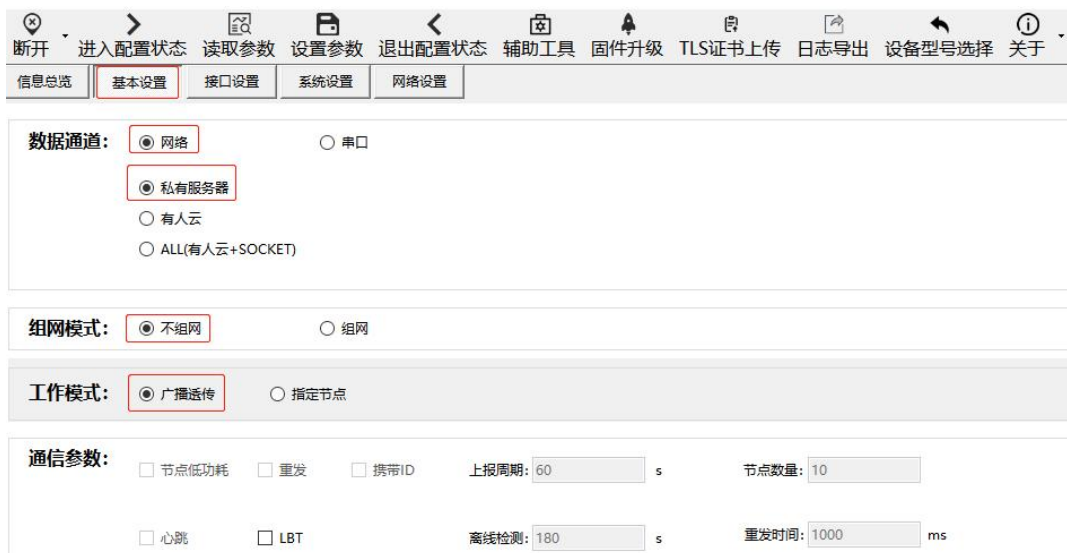 断开 进入配置状态 读取参数 设置参数 退出配置状态 辅助工具 固件升级 TLS证书上传 日志导出 设备型号选择 关于
信息总览 基本设置 接口设置 系统设置 网络设置
数据通道： 网络 串口
私有服务器
有人云
ALL(有人云+SOCKET)
组网模式： 不组网 组网
工作模式： 广播透传 指定节点
通信参数： 节点低功耗 重发 携带ID 上报周期: 60 s 节点数量: 10
心跳 LBT 离线检测: 180 s 重发时间: 1000 ms